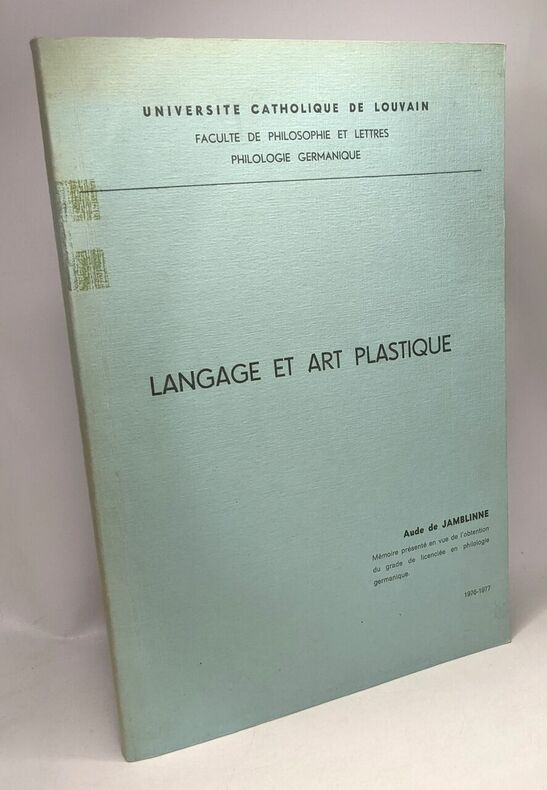 UNIVERSITE CATHOLIQUE DE LOUVAIN
FACULTE DE PHILOSOPHIE ET LETTRES
PHILOLOGIE GERMANIQUE
LANGAGE ET ART PLASTIQUE
Aude de JAMBLINNE
Mémoire présenté en vue de l'obtention
du grade de licenciée en philologie
germanique.
1976-1977